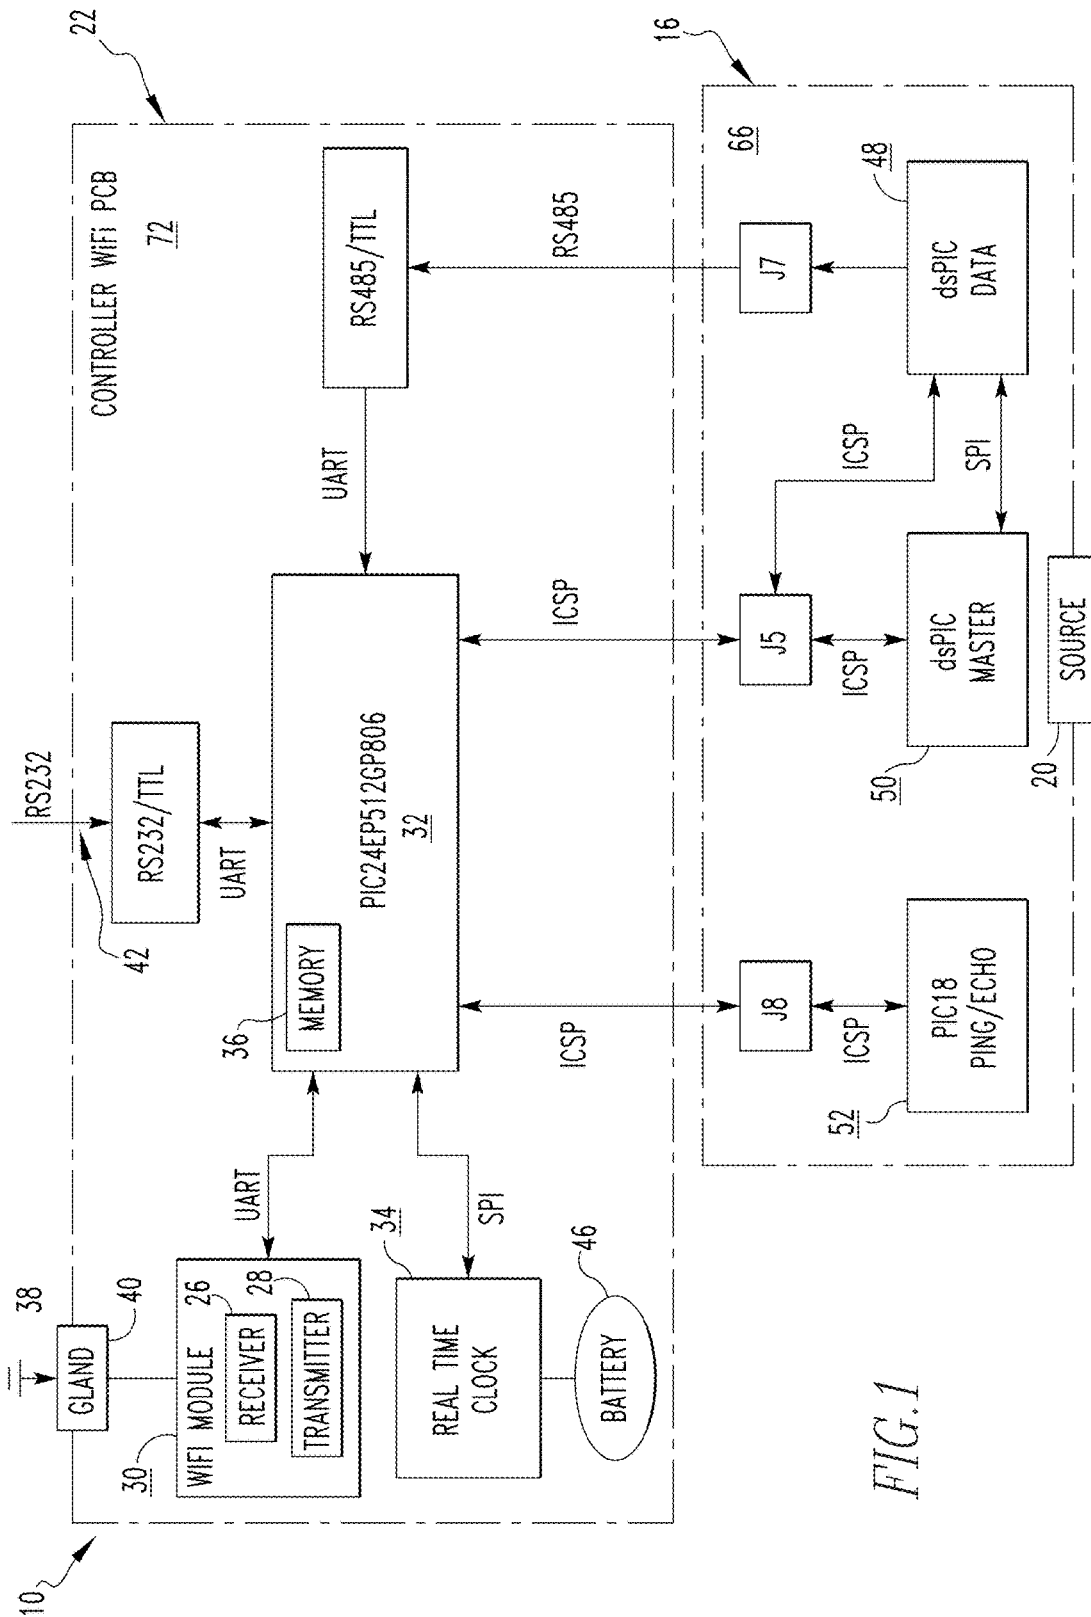 10
22
CONTROLLER WiFi PCB
72
38
GLAND
40
RS232
42
RS232/TTL
UART
30
WIFI MODULE
RECEIVER
26
TRANSMITTER
28
UART
36
MEMORY
PIC24EP512GP806
32
UART
RS485/TTL
34
REAL TIME
CLOCK
SPI
BATTERY
46
ICSP
ICSP
RS485
16
66
J8
J5
J7
ICSP
ICSP
ICSP
52
PIC18
PING/ECHO
50
dsPIC
MASTER
SPI
48
dsPIC
DATA
20
SOURCE
FIG.1